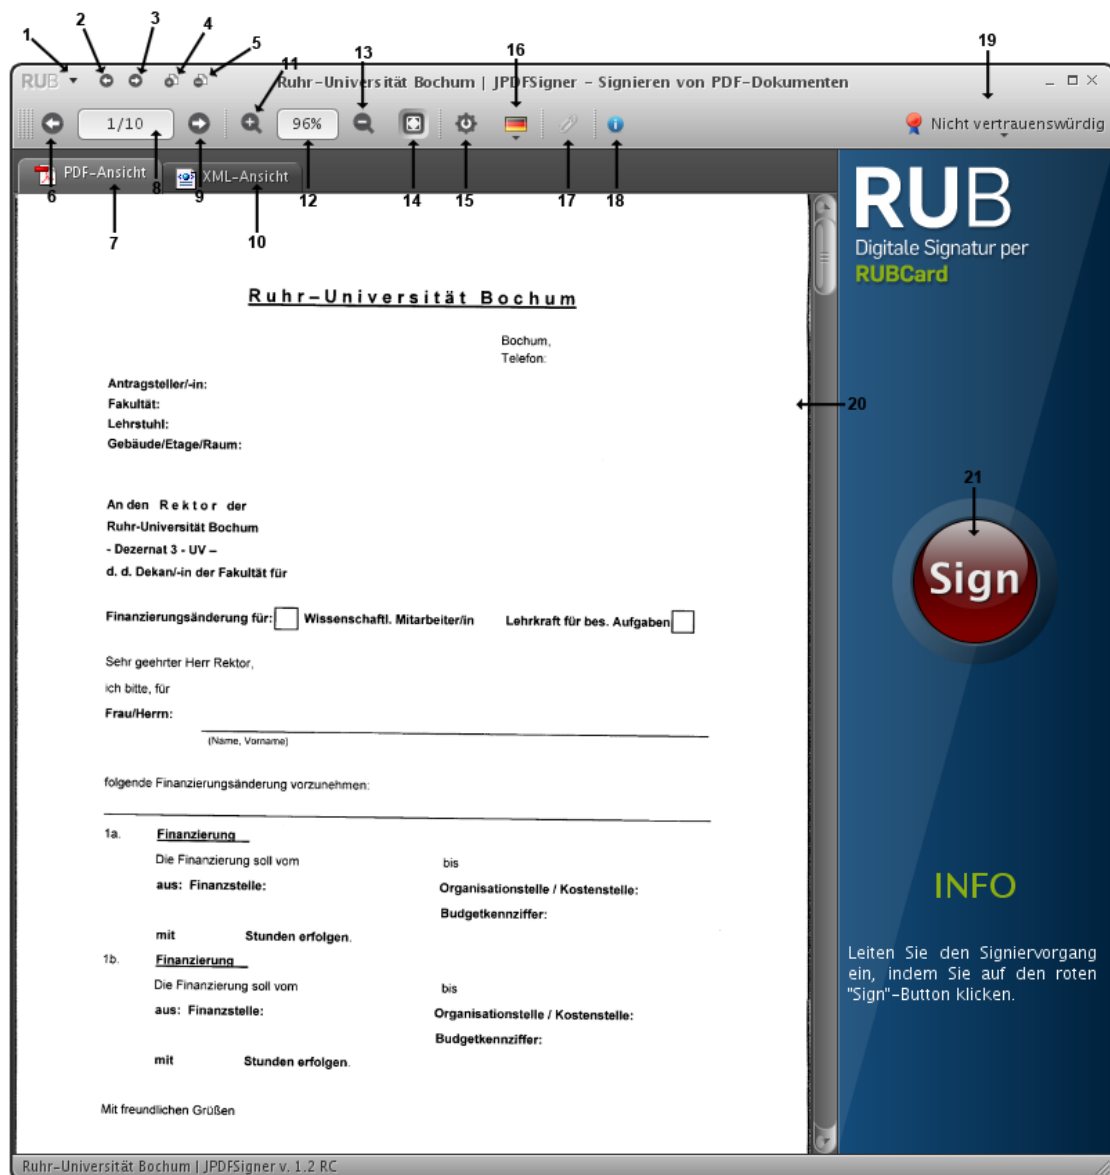 1 2 3 4 5 11 13 16 19
RUB Ruhr-Universität Bochum | JPDFSigner - Signieren von PDF-Dokumenten
1/10 96% Nicht vertrauenswürdig
PDF-Ansicht XML-Ansicht
6 7 8 9 10 12 14 15 17 18
RUB
Digitale Signatur per
RUBCard
Ruhr-Universität Bochum
Bochum,
Telefon:
Antragsteller/-in:
Fakultät:
Lehrstuhl:
Gebäude/Etage/Raum:
20
An den Rektor der
Ruhr-Universität Bochum
- Dezernat 3 - UV –
d. d. Dekan/-in der Fakultät für
21
Sign
Finanzierungsänderung für: Wissenschaftl. Mitarbeiter/in Lehrkraft für bes. Aufgaben
Sehr geehrter Herr Rektor,
ich bitte, für
Frau/Herrn:
(Name, Vorname)
folgende Finanzierungsänderung vorzunehmen:
1a. Finanzierung
Die Finanzierung soll vom bis
aus: Finanzstelle: Organisationstelle / Kostenstelle:
Budgetkennziffer:
mit Stunden erfolgen.
1b. Finanzierung
Die Finanzierung soll vom bis
aus: Finanzstelle: Organisationstelle / Kostenstelle:
Budgetkennziffer:
mit Stunden erfolgen.
Mit freundlichen Grüßen
INFO
Leiten Sie den Signiervorgang
ein, indem Sie auf den roten
"Sign"-Button klicken.
Ruhr-Universität Bochum | JPDFSigner v. 1.2 RC